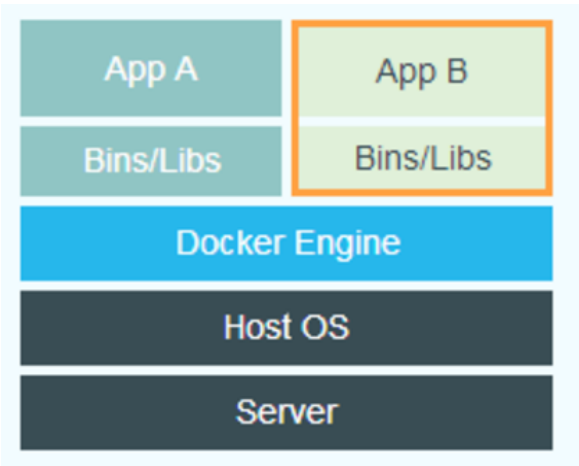 App A
App B
Bins/Libs
Bins/Libs
Docker Engine
Host OS
Server